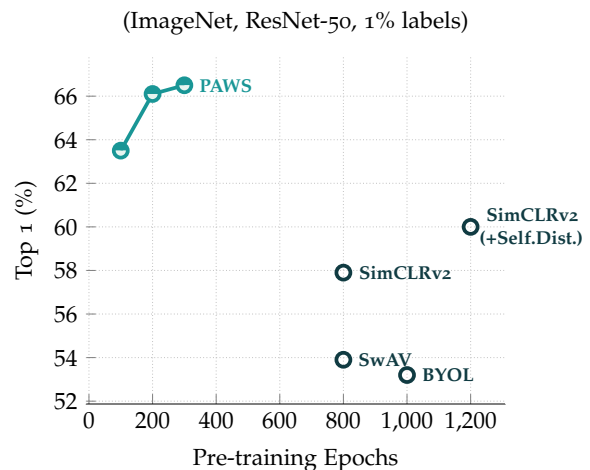 (ImageNet, ResNet-50, 1% labels)
66
PAWS
64
62
60
SimCLRv2
(+Self.Dist.)
58
SimCLRv2
56
54
SwAV
BYOL
52
0 200 400 600 800 1,000 1,200
Top 1 (%)
Pre-training Epochs